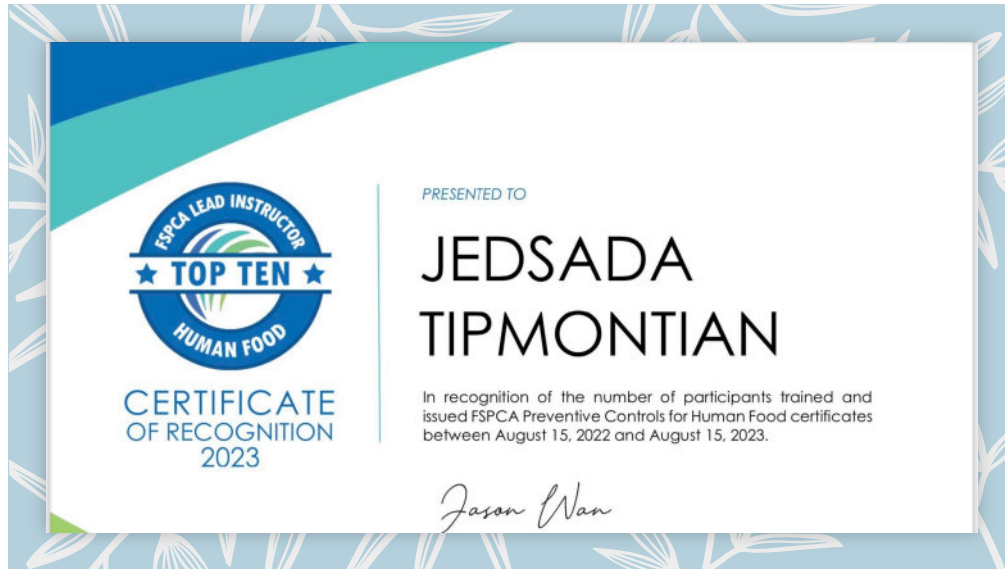 FSPCA LEAD INSTRUCTOR
TOP TEN
HUMAN FOOD
CERTIFICATE
OF RECOGNITION
2023
PRESENTED TO
JEDSADA
TIPMONTIAN
In recognition of the number of participants trained and
issued FSPCA Preventive Controls for Human Food certificates
between August 15, 2022 and August 15, 2023.
Jason Wan